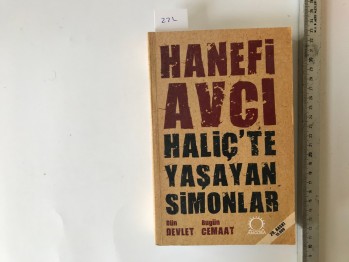 272
HANEFİ
AVCI
HALİÇ'TE
YAŞAYAN
SİMONLAR
Dün Bugün
DEVLET CEMAAT